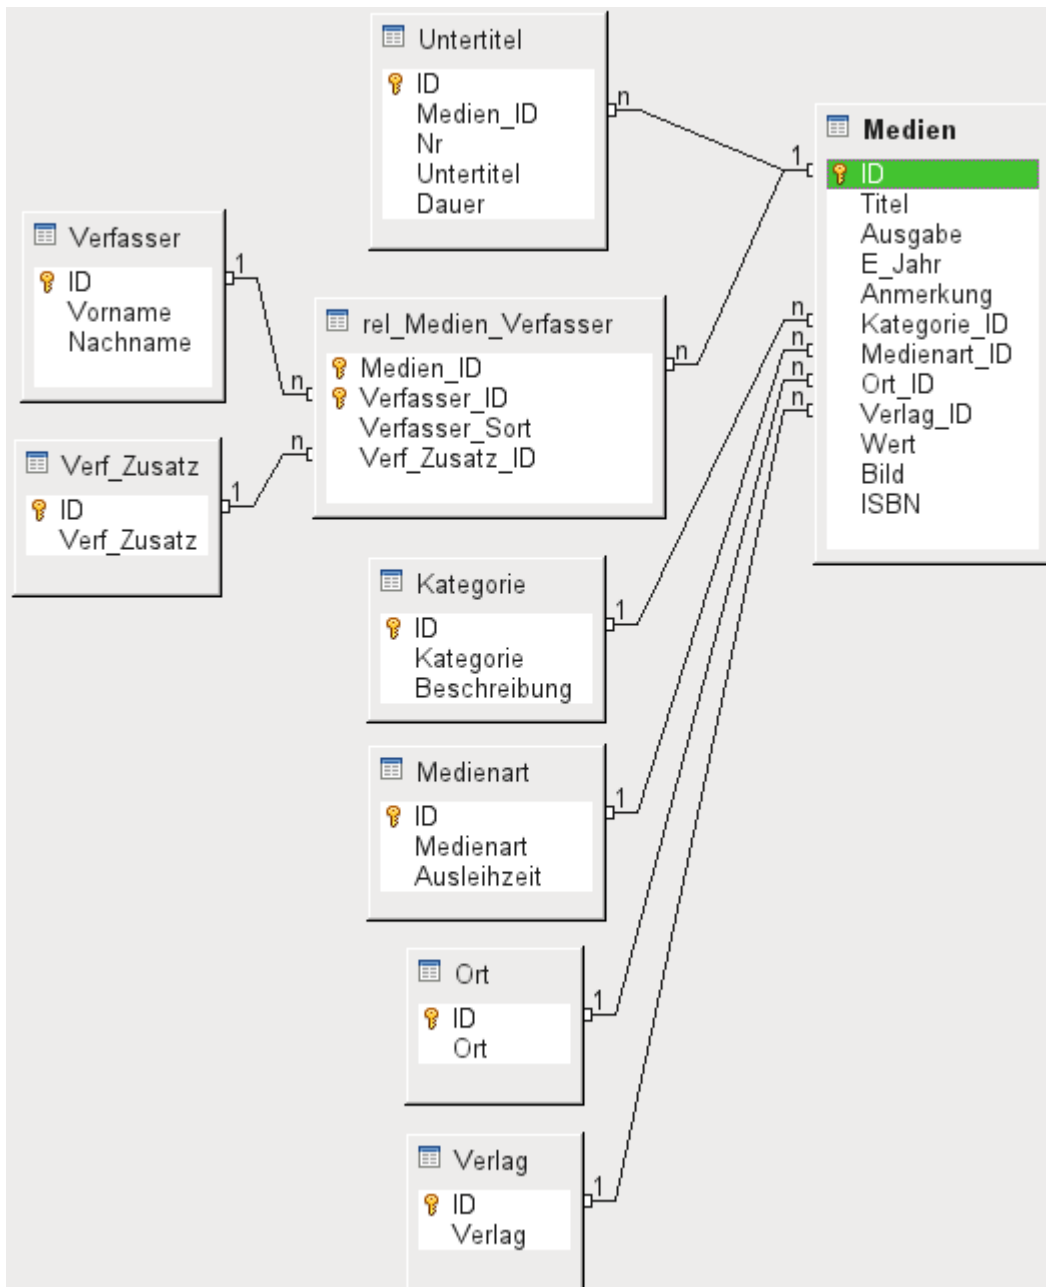 Untertitel
ID
Medien_ID
Nr
Untertitel
Dauer
n
1
Medien
ID
Titel
Ausgabe
E_Jahr
Anmerkung
Kategorie_ID
Medienart_ID
Ort_ID
Verlag_ID
Wert
Bild
ISBN
n
n
n
n
Verfasser
ID
Vorname
Nachname
1
rel_Medien_Verfasser
Medien_ID
Verfasser_ID
Verfasser_Sort
Verf_Zusatz_ID
n
n
n
Verf_Zusatz
ID
Verf_Zusatz
1
Kategorie
ID
Kategorie
Beschreibung
1
Medienart
ID
Medienart
Ausleihzeit
1
Ort
ID
Ort
1
Verlag
ID
Verlag
1